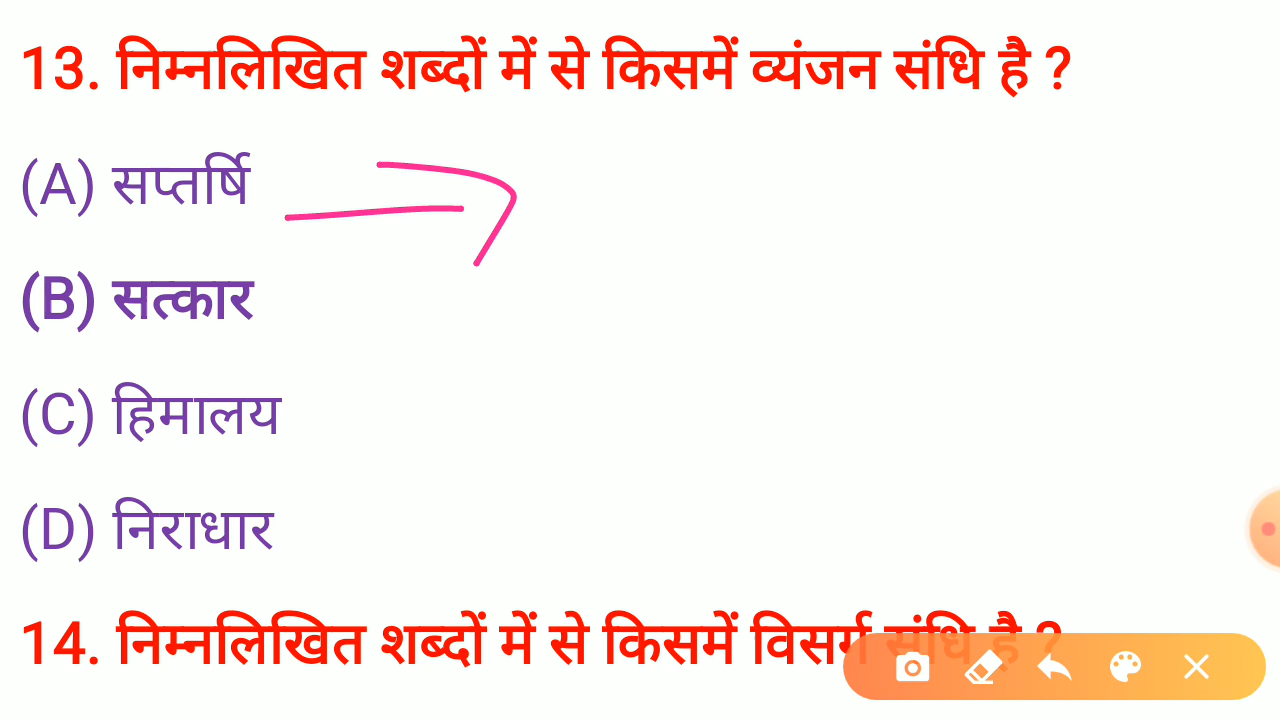 13. निम्नलिखित शब्दों में से किसमें व्यंजन संधि है ?
(A) सप्तर्षि
(B) सत्कार
(C) हिमालय
(D) निराधार
14. निम्नलिखित शब्दों में से किसमें विसर्ग संधि है ?